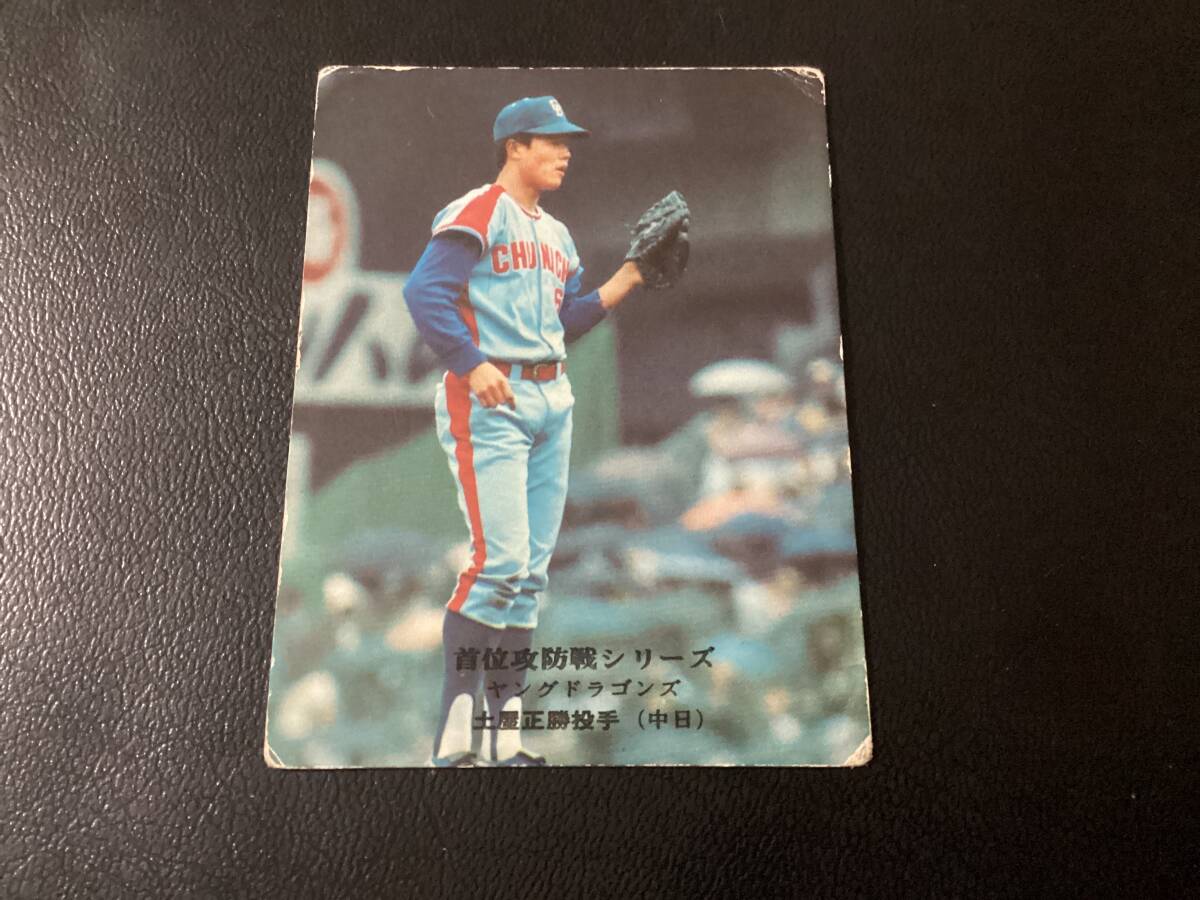 CHUNICH
首位攻防戦シリーズ
ヤングドラゴンズ
土屋正勝投手（中日）